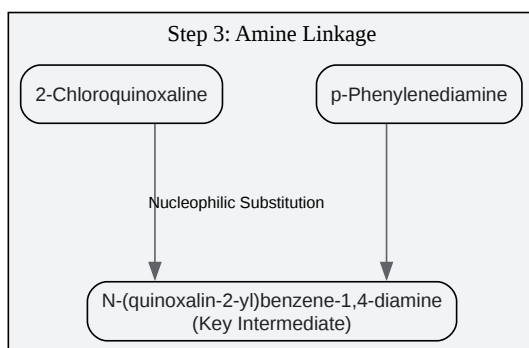 Step 3: Amine Linkage
2-Chloroquinoxaline
p-Phenylenediamine
Nucleophilic Substitution
N-(quinoxalin-2-yl)benzene-1,4-diamine
(Key Intermediate)